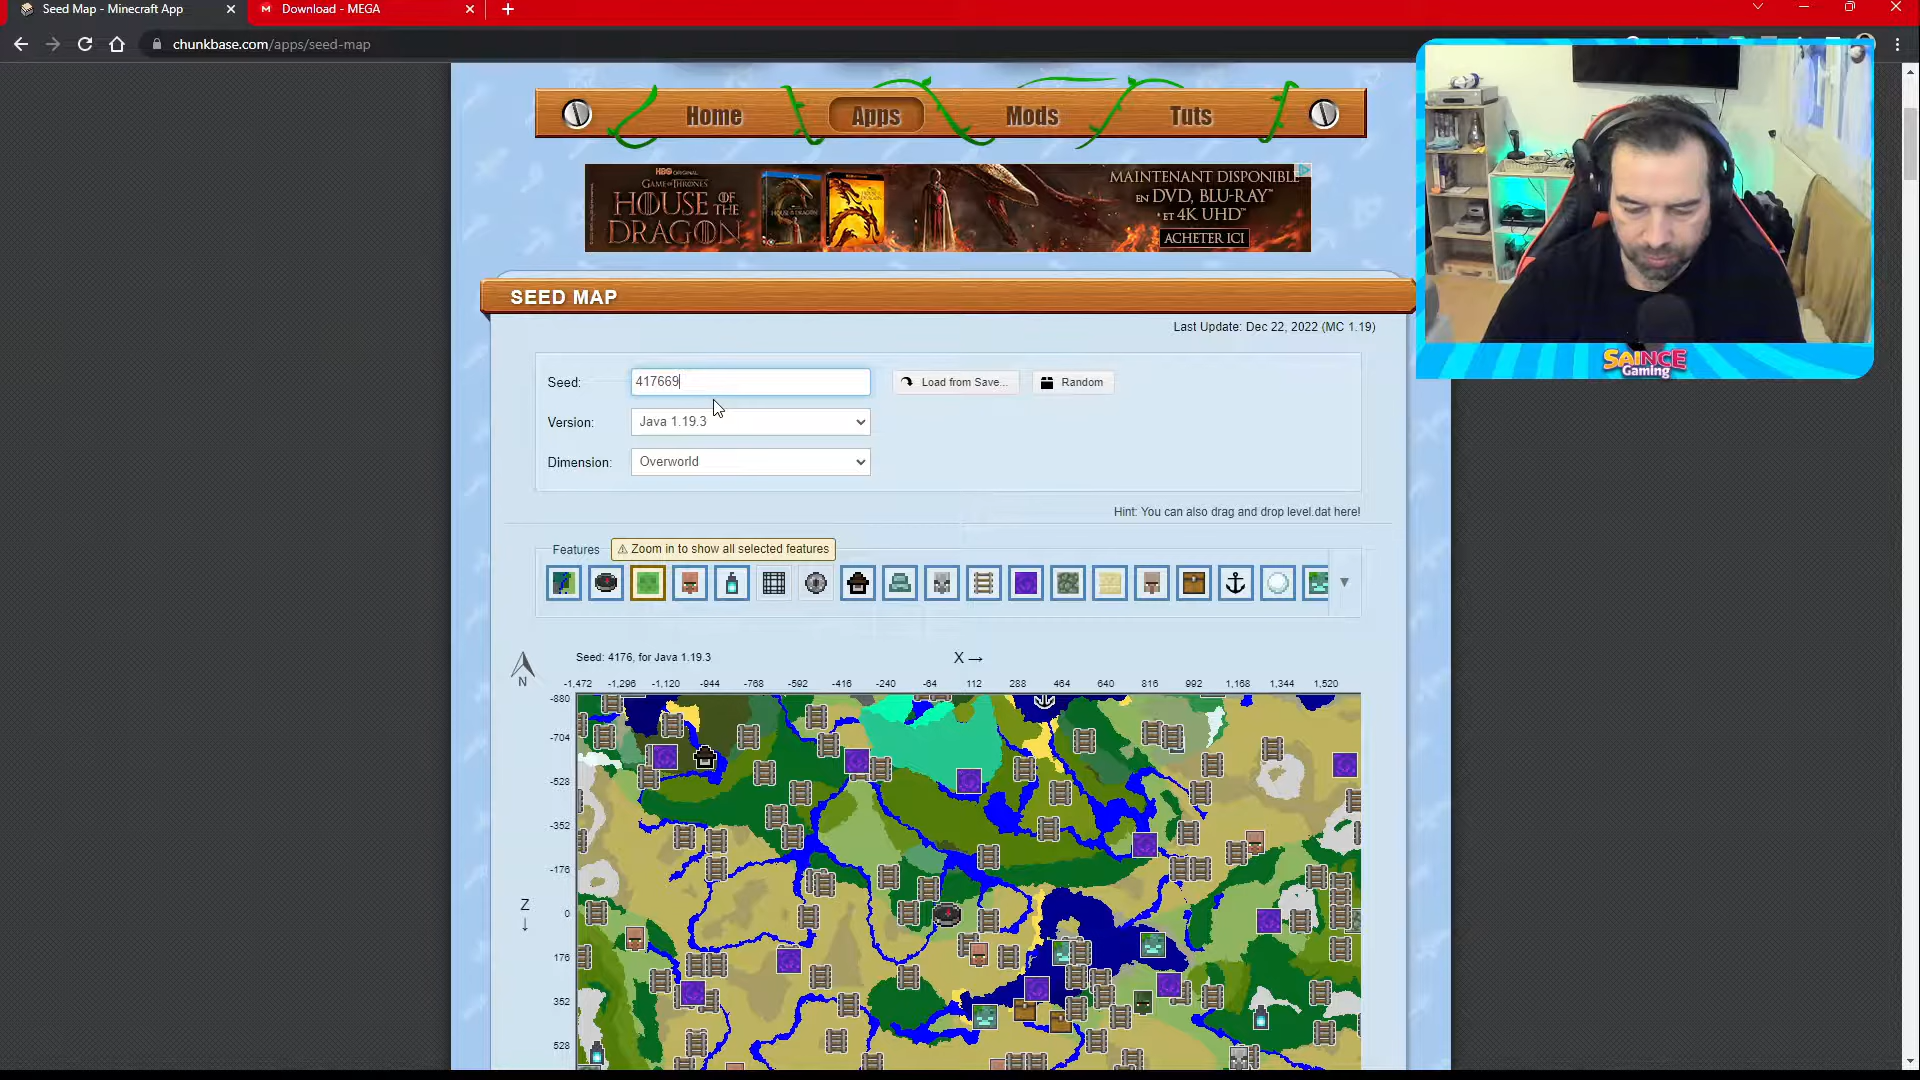 Seed Map - Minecraft App
Download - MEGA
chunkbase.com/apps/seed-map
Home
Apps
Mods
Tuts
HBO ORIGINAL
GAME OF THRONES
HOUSE OF THE DRAGON
MAINTENANT DISPONIBLE
EN DVD, BLU-RAY™
ET 4K UHD™
ACHETER ICI
SEED MAP
Last Update: Dec 22, 2022 (MC 1.19)
Seed:
417669
Load from Save...
Random
Version:
Java 1.19.3
Dimension:
Overworld
Hint: You can also drag and drop level.dat here!
Features
Zoom in to show all selected features
Seed: 4176, for Java 1.19.3
X →
N
-1,472 -1,296 -1,120 -944 -768 -592 -416 -240 -64 112 288 464 640 816 992 1,168 1,344 1,520
-880
-704
-528
-352
-176
Z
0
176
352
528
SAINCE
Gaming